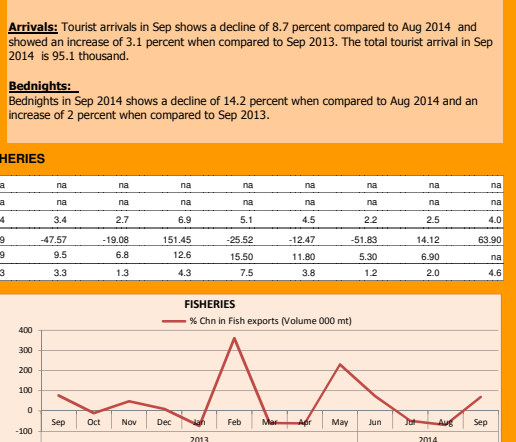 Arrivals: Tourist arrivals in Sep shows a decline of 8.7 percent compared to Aug 2014  and
showed an increase of 3.1 percent when compared to Sep 2013. The total tourist arrival in Sep
2014  is 95.1 thousand.
Bednights:
Bednights in Sep 2014 shows a decline of 14.2 percent when compared to Aug 2014 and an
increase of 2 percent when compared to Sep 2013.
HERIES
a na na na na na na na na
a na na na na na na na na
4 3.4 2.7 6.9 5.1 4.5 2.2 2.5 4.0
9 -47.57 -19.08 151.45 -25.52 -12.47 -51.83 14.12 63.90
9 9.5 6.8 12.6 15.50 11.80 5.30 6.90 na
3 3.3 1.3 4.3 7.5 3.8 1.2 2.0 4.6
FISHERIES
% Chn in Fish exports (Volume 000 mt)
400
300
200
100
0
-100
Sep Oct Nov Dec Jan Feb Mar Apr May Jun Jul Aug Sep
2013 2014